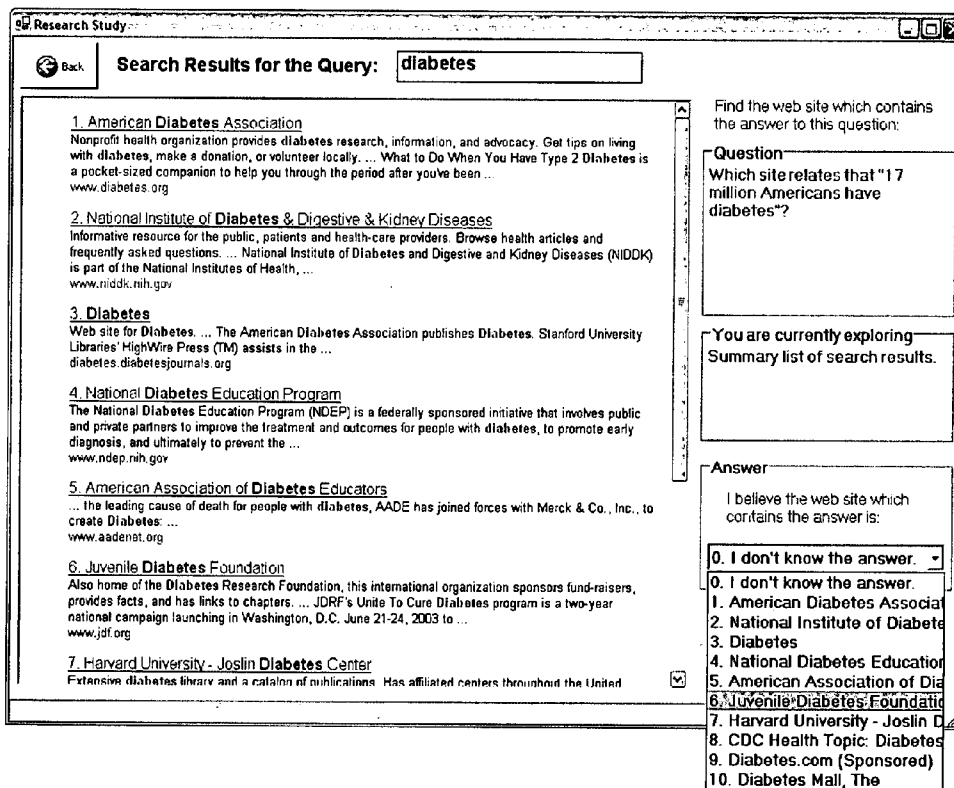 Research Study
Back
Search Results for the Query:
diabetes
1. American Diabetes Association
Nonprofit health organization provides diabetes research, information, and advocacy. Get tips on living
with diabetes, make a donation, or volunteer locally. ... What to Do When You Have Type 2 Diabetes is
a pocket-sized companion to help you through the period after you've been ...
www.diabetes.org
2. National Institute of Diabetes & Digestive & Kidney Diseases
Informative resource for the public, patients and health-care providers. Browse health articles and
frequently asked questions. ... National Institute of Diabetes and Digestive and Kidney Diseases (NIDDK)
is part of the National Institutes of Health, ...
www.niddk.nih.gov
3. Diabetes
Web site for Diabetes. ... The American Diabetes Association publishes Diabetes. Stanford University
Libraries' HighWire Press (TM) assists in the ...
diabetes.diabetesjournals.org
4. National Diabetes Education Program
The National Diabetes Education Program (NDEP) is a federally sponsored initiative that involves public
and private partners to improve the treatment and outcomes for people with diabetes, to promote early
diagnosis, and ultimately to prevent the ...
www.ndep.nih.gov
5. American Association of Diabetes Educators
... the leading cause of death for people with diabetes, AADE has joined forces with Merck & Co., Inc., to
create Diabetes: ...
www.aadenet.org
6. Juvenile Diabetes Foundation
Also home of the Diabetes Research Foundation, this international organization sponsors fund-raisers,
provides facts, and has links to chapters. ... JDRF's Unite To Cure Diabetes program is a two-year
national campaign launching in Washington, D.C. June 21-24, 2003 to ...
www.jdf.org
7. Harvard University - Joslin Diabetes Center
Extensive diabetes library and a catalog of publications. Has affiliated centers throughout the United
Find the web site which contains
the answer to this question:
Question
Which site relates that "17
million Americans have
diabetes"?
You are currently exploring
Summary list of search results.
Answer
I believe the web site which
contains the answer is:
0. I don't know the answer.
0. I don't know the answer.
1. American Diabetes Associat
2. National Institute of Diabete
3. Diabetes
4. National Diabetes Education
5. American Association of Dia
6. Juvenile Diabetes Foundatio
7. Harvard University - Joslin D
8. CDC Health Topic: Diabetes
9. Diabetes.com (Sponsored)
10. Diabetes Mall, The